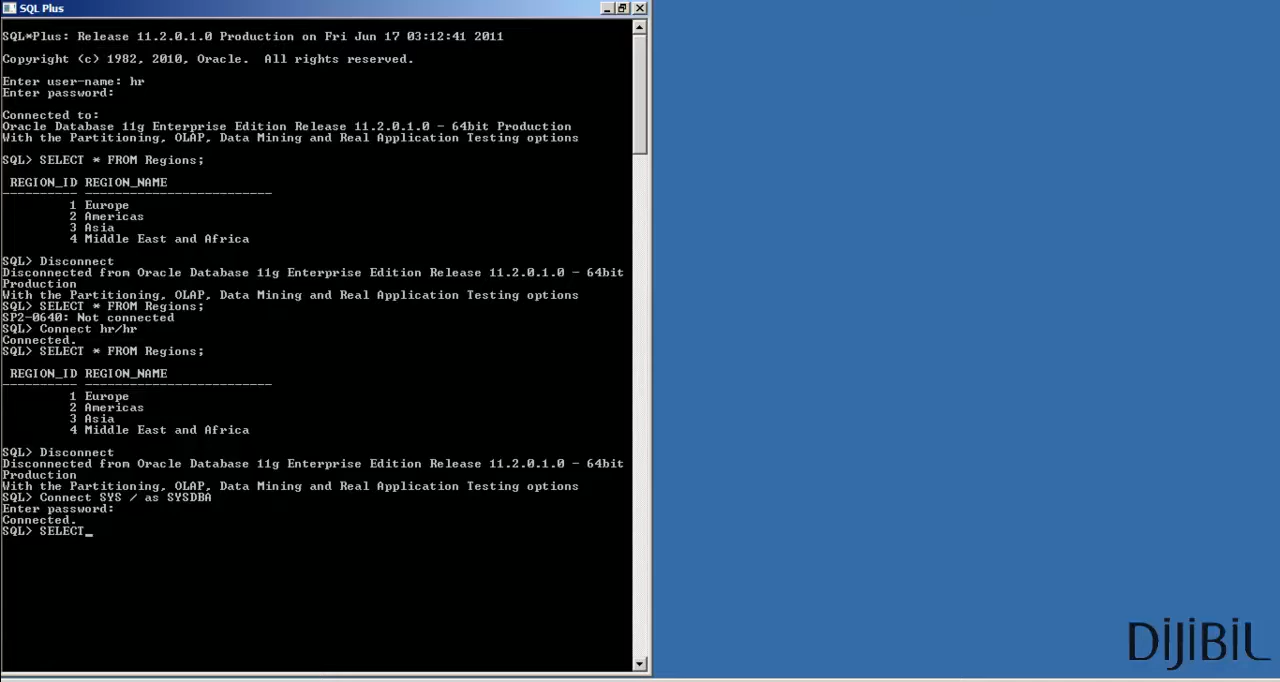 SQL Plus
SQL*Plus: Release 11.2.0.1.0 Production on Fri Jun 17 03:12:41 2011
Copyright (c) 1982, 2010, Oracle.  All rights reserved.
Enter user-name: hr
Enter password:
Connected to:
Oracle Database 11g Enterprise Edition Release 11.2.0.1.0 - 64bit Production
With the Partitioning, OLAP, Data Mining and Real Application Testing options
SQL> SELECT * FROM Regions;
 REGION_ID REGION_NAME
---------- -------------------------
         1 Europe
         2 Americas
         3 Asia
         4 Middle East and Africa
SQL> Disconnect
Disconnected from Oracle Database 11g Enterprise Edition Release 11.2.0.1.0 - 64bit
Production
With the Partitioning, OLAP, Data Mining and Real Application Testing options
SQL> SELECT * FROM Regions;
SP2-0640: Not connected
SQL> Connect hr/hr
Connected.
SQL> SELECT * FROM Regions;
 REGION_ID REGION_NAME
---------- -------------------------
         1 Europe
         2 Americas
         3 Asia
         4 Middle East and Africa
SQL> Disconnect
Disconnected from Oracle Database 11g Enterprise Edition Release 11.2.0.1.0 - 64bit
Production
With the Partitioning, OLAP, Data Mining and Real Application Testing options
SQL> Connect SYS / as SYSDBA
Enter password:
Connected.
SQL> SELECT_
DiJiBiL